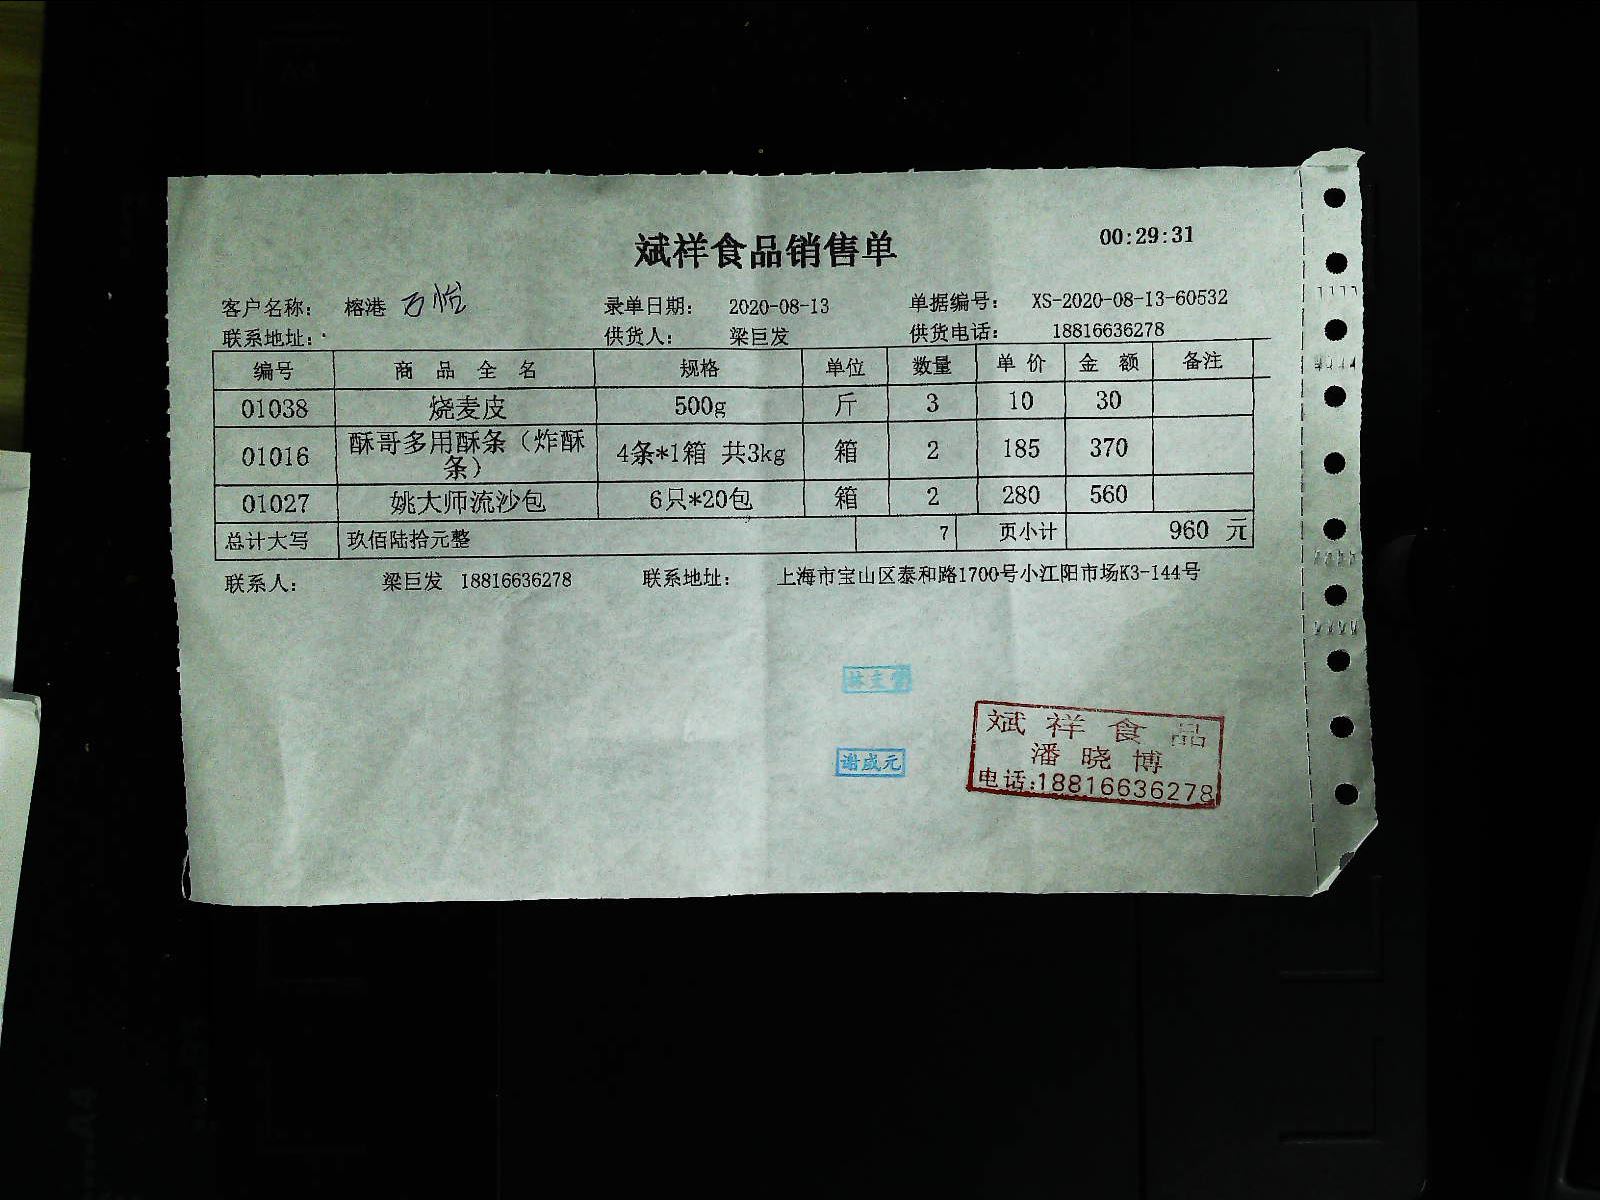 斌祥食品销售单 00:29:31
客户名称： 榕港 万怡 录单日期： 2020-08-13 单据编号： XS-2020-08-13-60532
联系地址： 供货人： 梁巨发 供货电话： 18816636278
编号 商 品 全 名 规格 单位 数量 单 价 金 额 备注
01038 烧麦皮 500g 斤 3 10 30
01016 酥哥多用酥条（炸酥条） 4条*1箱 共3kg 箱 2 185 370
01027 姚大师流沙包 6只*20包 箱 2 280 560
总计大写 玖佰陆拾元整 7 页小计 960 元
联系人： 梁巨发 18816636278 联系地址： 上海市宝山区泰和路1700号小江阳市场K3-144号
谢成元
斌祥食品
潘晓博
电话:18816636278